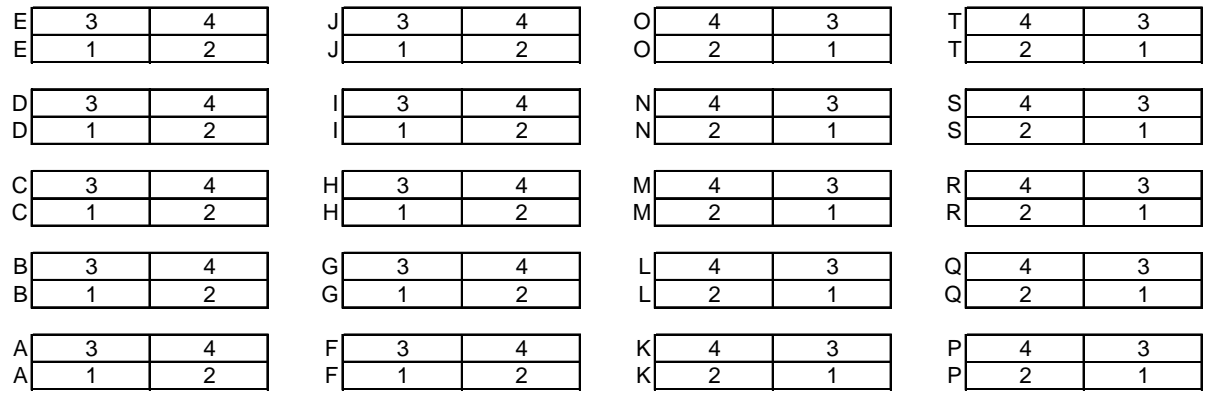 E 3 4 J 3 4 O 4 3 T 4 3
E 1 2 J 1 2 O 2 1 T 2 1
D 3 4 I 3 4 N 4 3 S 4 3
D 1 2 I 1 2 N 2 1 S 2 1
C 3 4 H 3 4 M 4 3 R 4 3
C 1 2 H 1 2 M 2 1 R 2 1
B 3 4 G 3 4 L 4 3 Q 4 3
B 1 2 G 1 2 L 2 1 Q 2 1
A 3 4 F 3 4 K 4 3 P 4 3
A 1 2 F 1 2 K 2 1 P 2 1